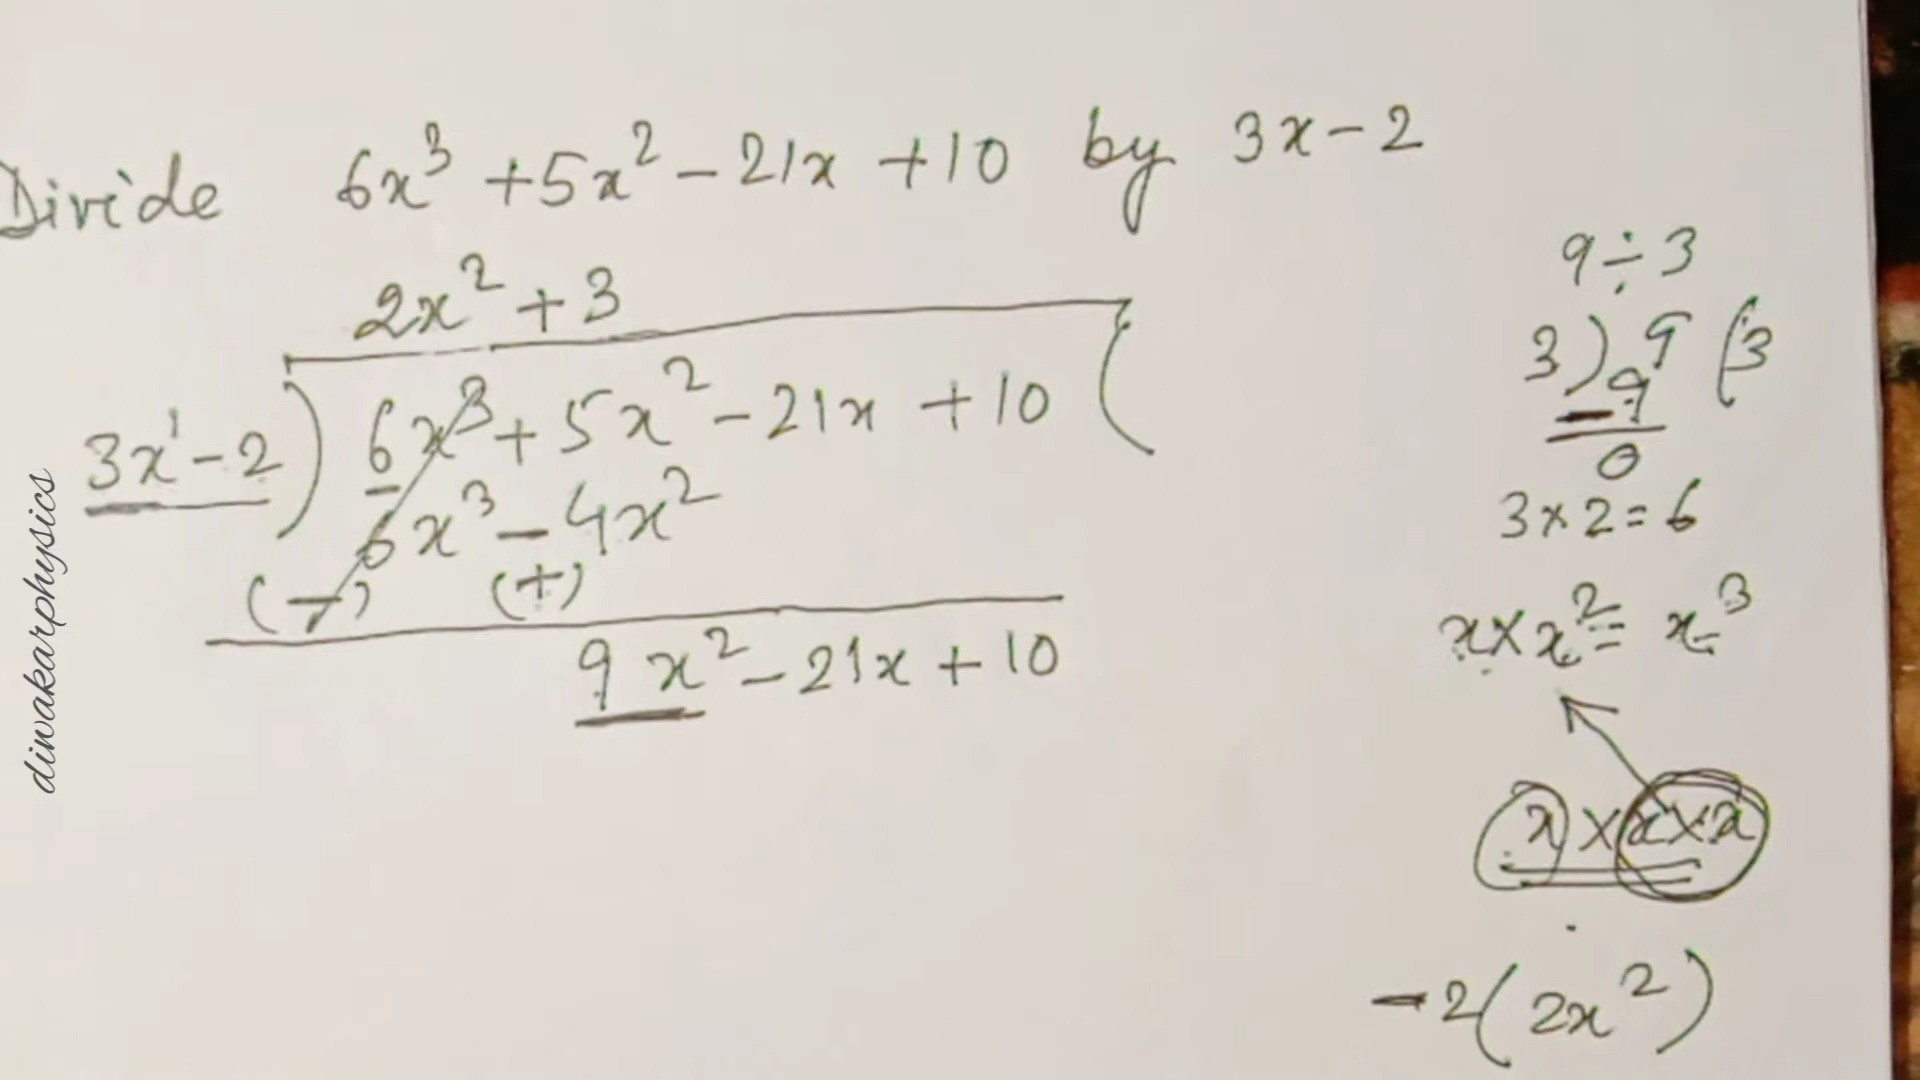 Divide 6x³ + 5x² - 21x + 10 by 3x - 2
2x² + 3
3x¹ - 2 ) 6x³ + 5x² - 21x + 10 (
6x³ - 4x²
(-) (+)
9x² - 21x + 10
9 ÷ 3
3 ) 9 ( 3
- 9
0
3 × 2 = 6
x × x² = x³
x × x × x
- 2 ( 2x² )
diwakarphysics